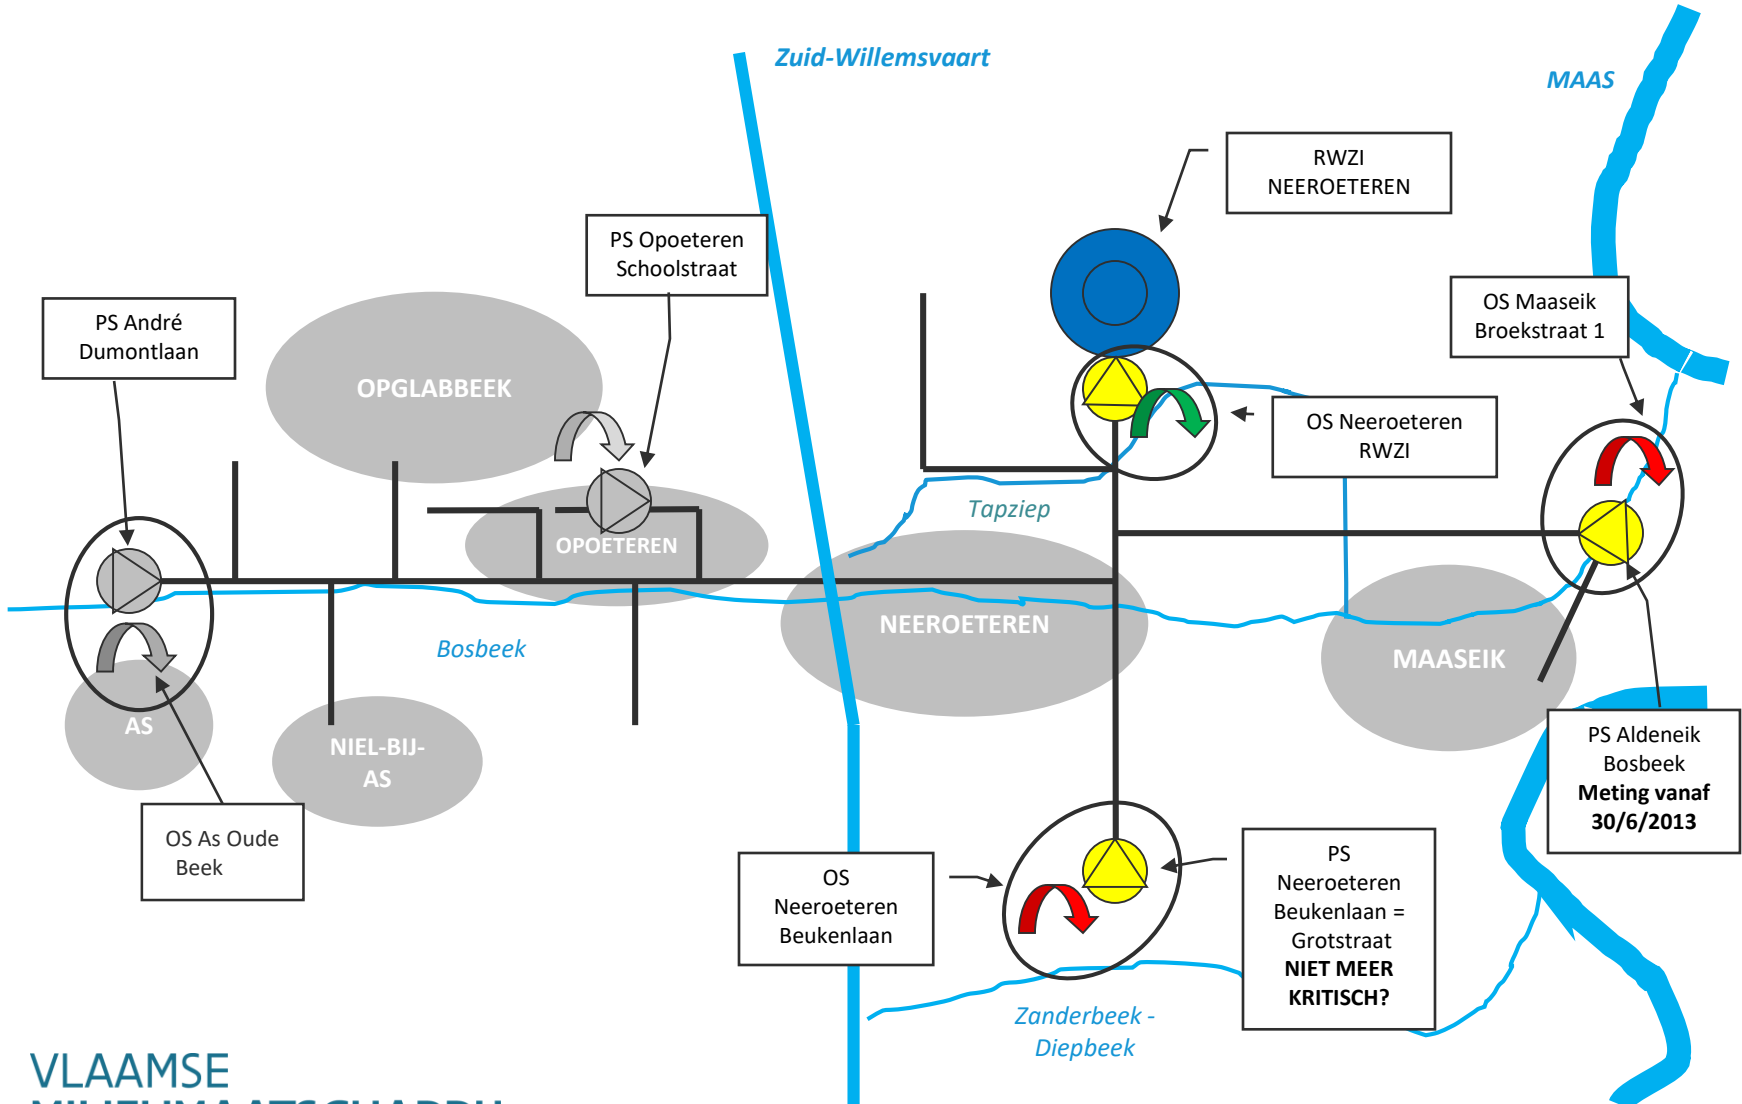 Zuid-Willemsvaart
MAAS
RWZI
NEEROETEREN
PS Opoeteren
Schoolstraat
OS Maaseik
Broekstraat 1
PS André
Dumontlaan
OPGLABBEEK
OS Neeroeteren
RWZI
Tapziep
OPOETEREN
NEEROETEREN
Bosbeek
MAASEIK
AS
NIEL-BIJ-
AS
PS Aldeneik
Bosbeek
Meting vanaf
30/6/2013
OS As Oude
Beek
OS
Neeroeteren
Beukenlaan
PS
Neeroeteren
Beukenlaan =
Grotstraat
NIET MEER
KRITISCH?
Zanderbeek -
Diepbeek
VLAAMSE
MILIEUMAATSCHAPPIJ